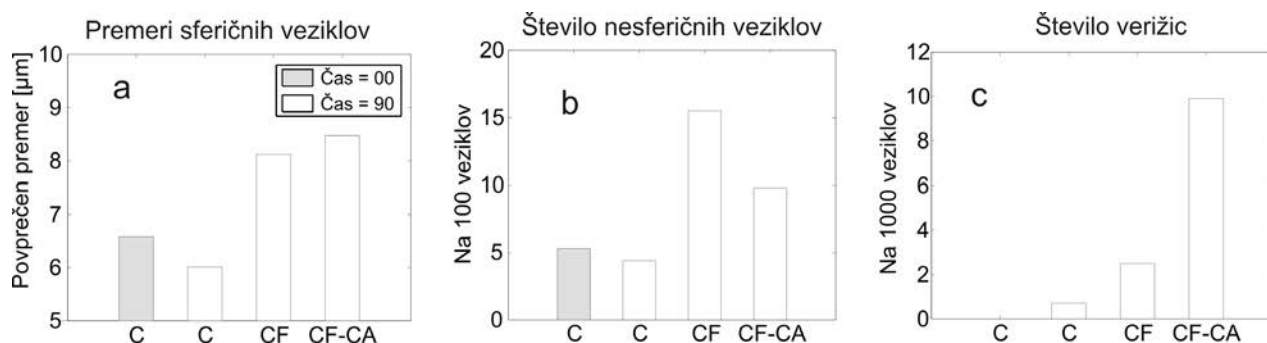 Premeri sferičnih veziklov
Povprečen premer [µm]
10
9
8
7
6
5
a
Čas = 00
Čas = 90
C
C
CF
CF-CA
Število nesferičnih veziklov
Na 100 veziklov
20
15
10
5
0
b
C
C
CF
CF-CA
Število verižic
Na 1000 veziklov
12
10
8
6
4
2
0
c
C
C
CF
CF-CA